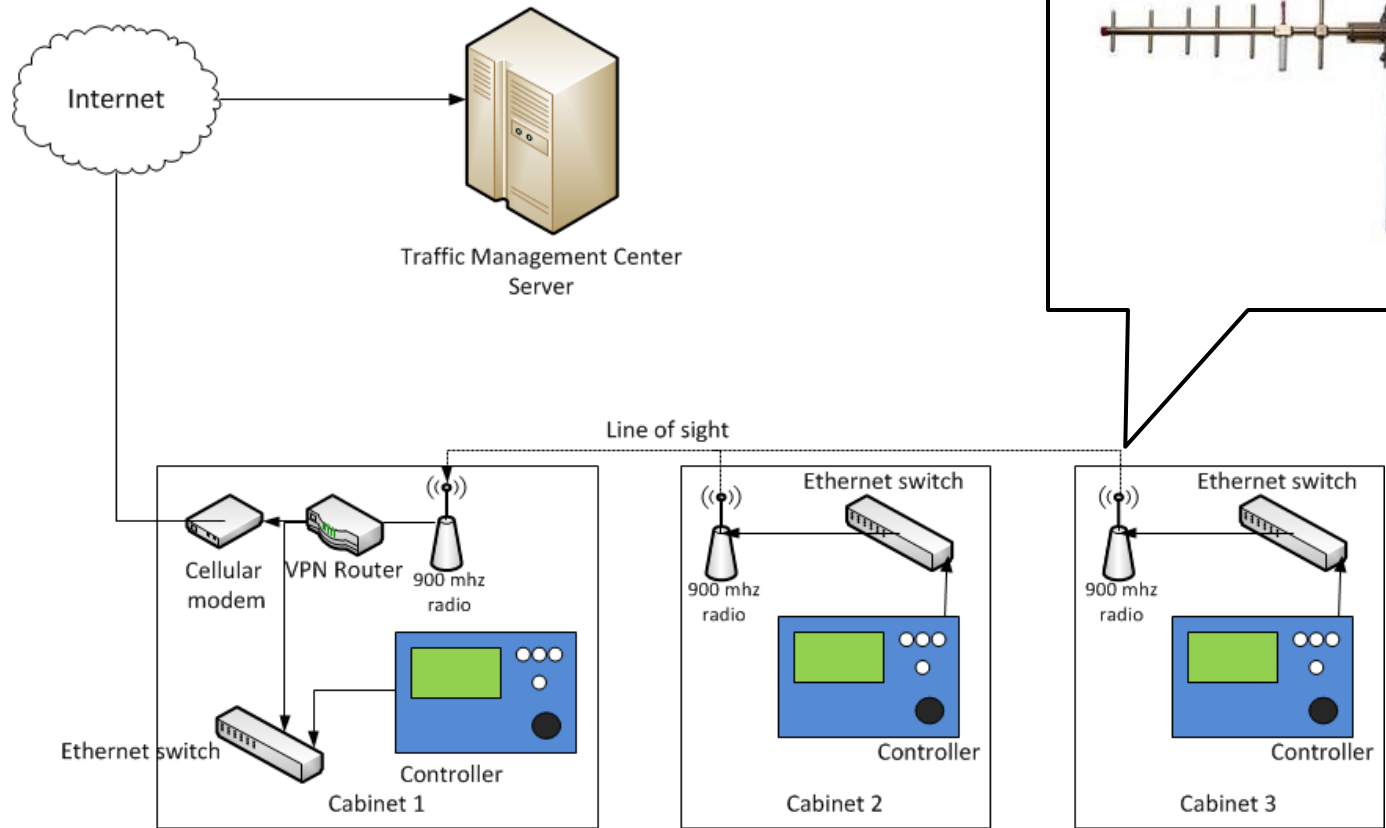 Internet
Traffic Management Center
Server
Line of sight
Cellular
modem
VPN Router
900 mhz
radio
Ethernet switch
Controller
Cabinet 1
Ethernet switch
900 mhz
radio
Controller
Cabinet 2
Ethernet switch
900 mhz
radio
Controller
Cabinet 3